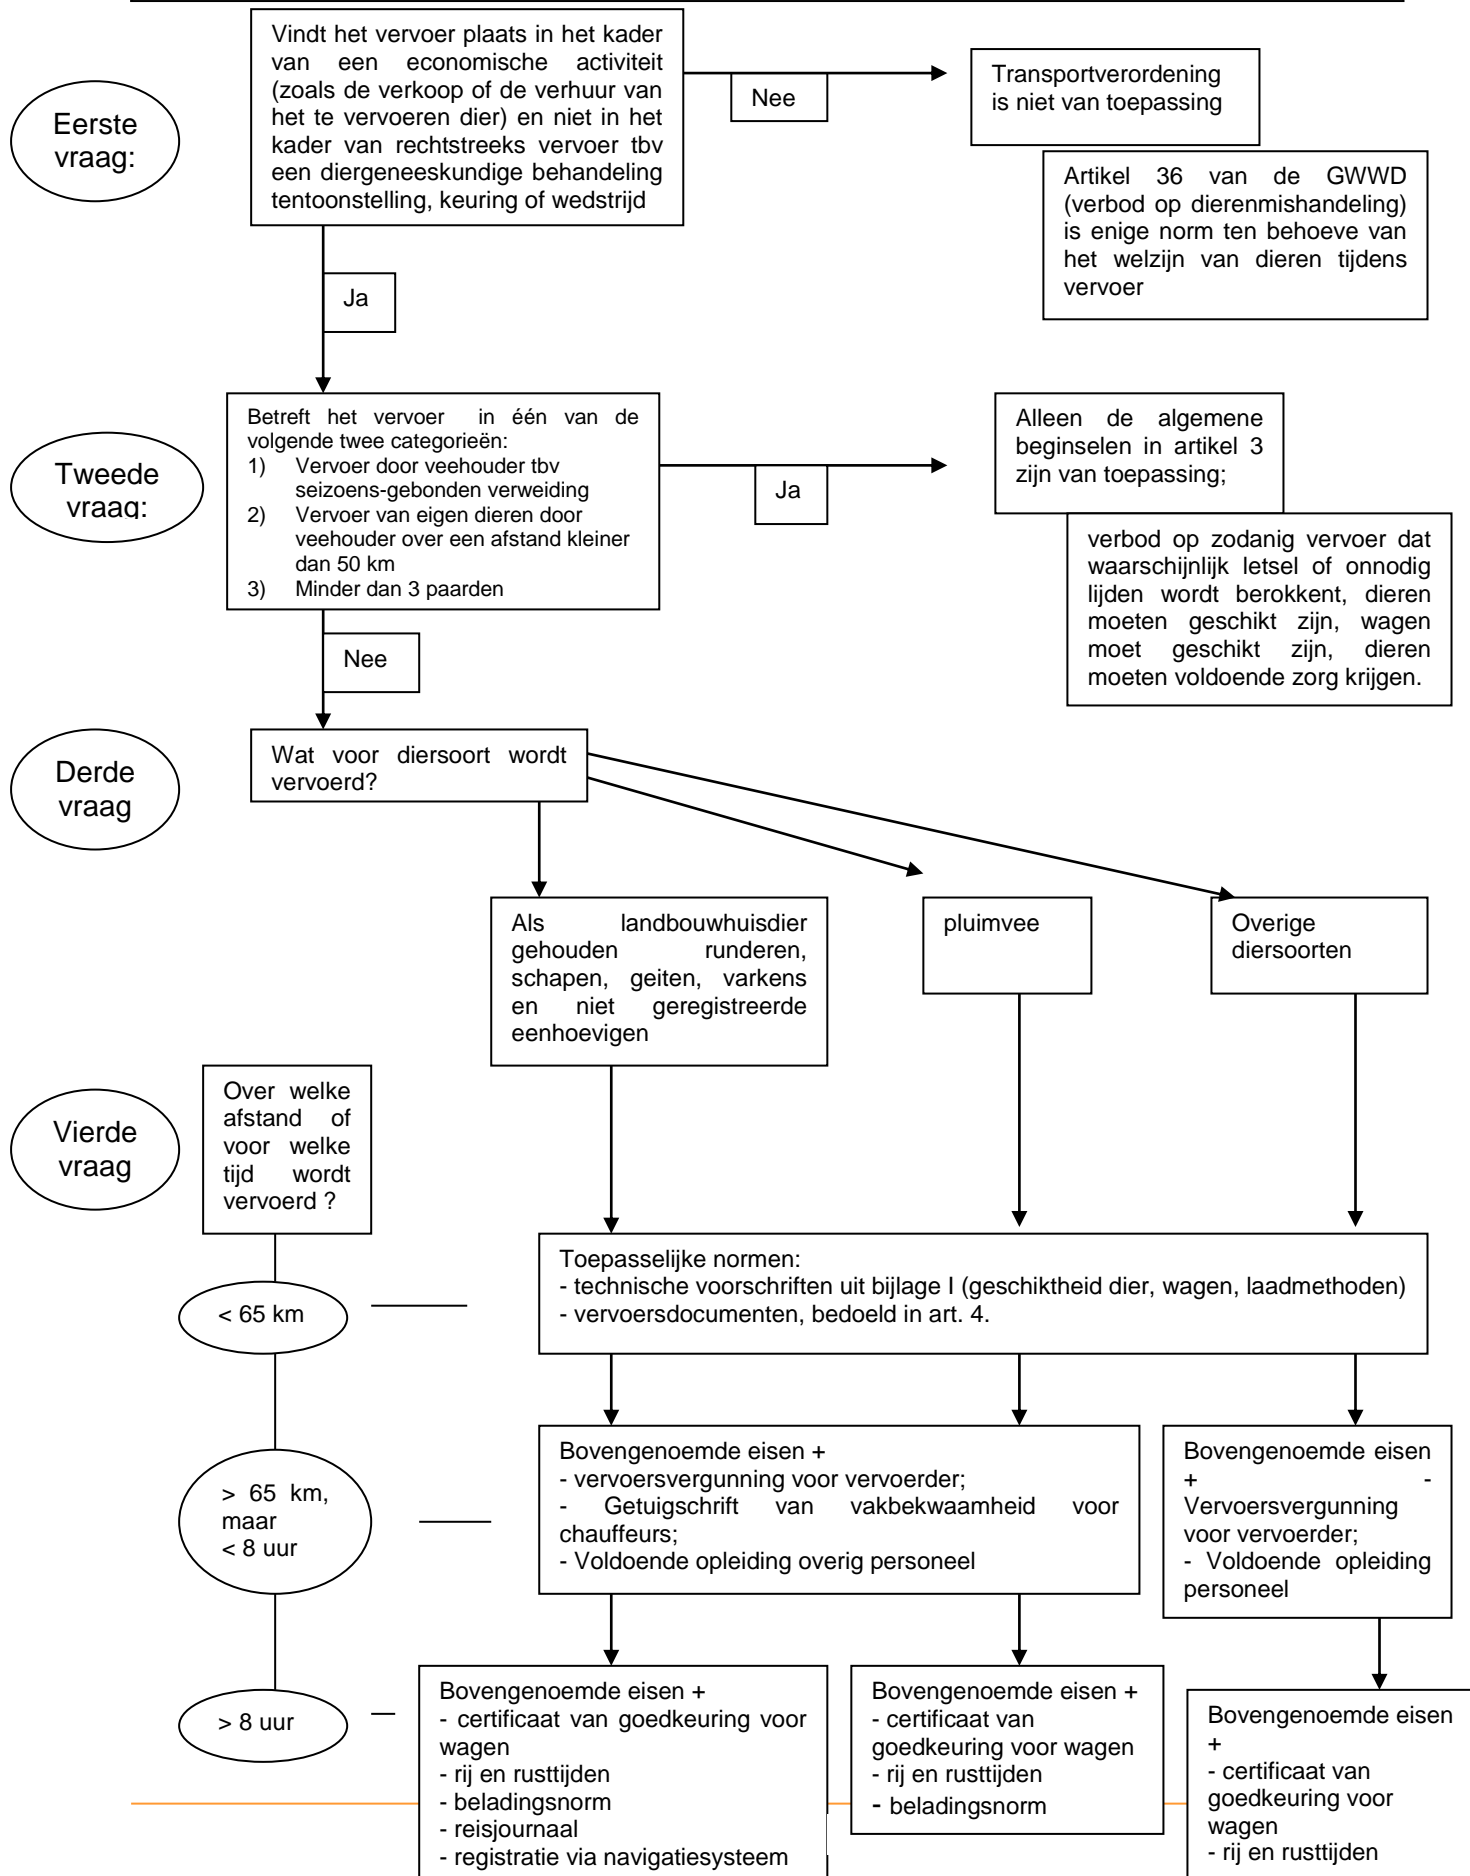 Eerste
vraag:
Vindt het vervoer plaats in het kader
van een economische activiteit
(zoals de verkoop of de verhuur van
het te vervoeren dier) en niet in het
kader van rechtstreeks vervoer tbv
een diergeneeskundige behandeling
tentoonstelling, keuring of wedstrijd
Nee
Transportverordening
is niet van toepassing
Artikel 36 van de GWWD
(verbod op dierenmishandeling)
is enige norm ten behoeve van
het welzijn van dieren tijdens
vervoer
Ja
Tweede
vraag:
Betreft het vervoer in één van de
volgende twee categorieën:
1) Vervoer door veehouder tbv
seizoens-gebonden verweiding
2) Vervoer van eigen dieren door
veehouder over een afstand kleiner
dan 50 km
3) Minder dan 3 paarden
Ja
Alleen de algemene
beginselen in artikel 3
zijn van toepassing;
verbod op zodanig vervoer dat
waarschijnlijk letsel of onnodig
lijden wordt berokkent, dieren
moeten geschikt zijn, wagen
moet geschikt zijn, dieren
moeten voldoende zorg krijgen.
Nee
Derde
vraag
Wat voor diersoort wordt
vervoerd?
Als landbouwhuisdier
gehouden runderen,
schapen, geiten, varkens
en niet geregistreerde
eenhoevigen
pluimvee
Overige
diersoorten
Vierde
vraag
Over welke
afstand of
voor welke
tijd wordt
vervoerd ?
< 65 km
Toepasselijke normen:
- technische voorschriften uit bijlage I (geschiktheid dier, wagen, laadmethoden)
- vervoersdocumenten, bedoeld in art. 4.
> 65 km,
maar
< 8 uur
Bovengenoemde eisen +
- vervoersvergunning voor vervoerder;
- Getuigschrift van vakbekwaamheid voor
chauffeurs;
- Voldoende opleiding overig personeel
Bovengenoemde eisen
+ -
Vervoersvergunning
voor vervoerder;
- Voldoende opleiding
personeel
> 8 uur
Bovengenoemde eisen +
- certificaat van goedkeuring voor
wagen
- rij en rusttijden
- beladingsnorm
- reisjournaal
- registratie via navigatiesysteem
Bovengenoemde eisen +
- certificaat van
goedkeuring voor wagen
- rij en rusttijden
- beladingsnorm
Bovengenoemde eisen
+
- certificaat van
goedkeuring voor
wagen
- rij en rusttijden